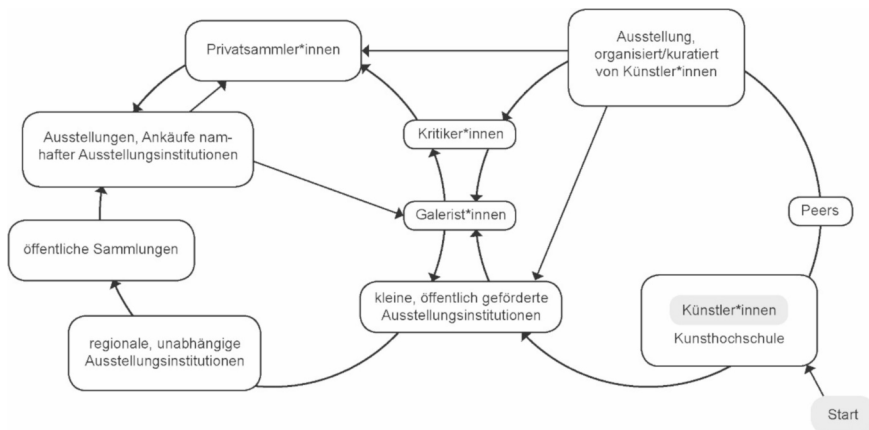 Privatsammler*innen
Ausstellung,
organisiert/kuratiert
von Künstler*innen
Ausstellungen, Ankäufe nam-
hafter Ausstellungsinstitutionen
Kritiker*innen
Galerist*innen
Peers
öffentliche Sammlungen
kleine, öffentlich geförderte
Ausstellungsinstitutionen
Künstler*innen
Kunsthochschule
regionale, unabhängige
Ausstellungsinstitutionen
Start